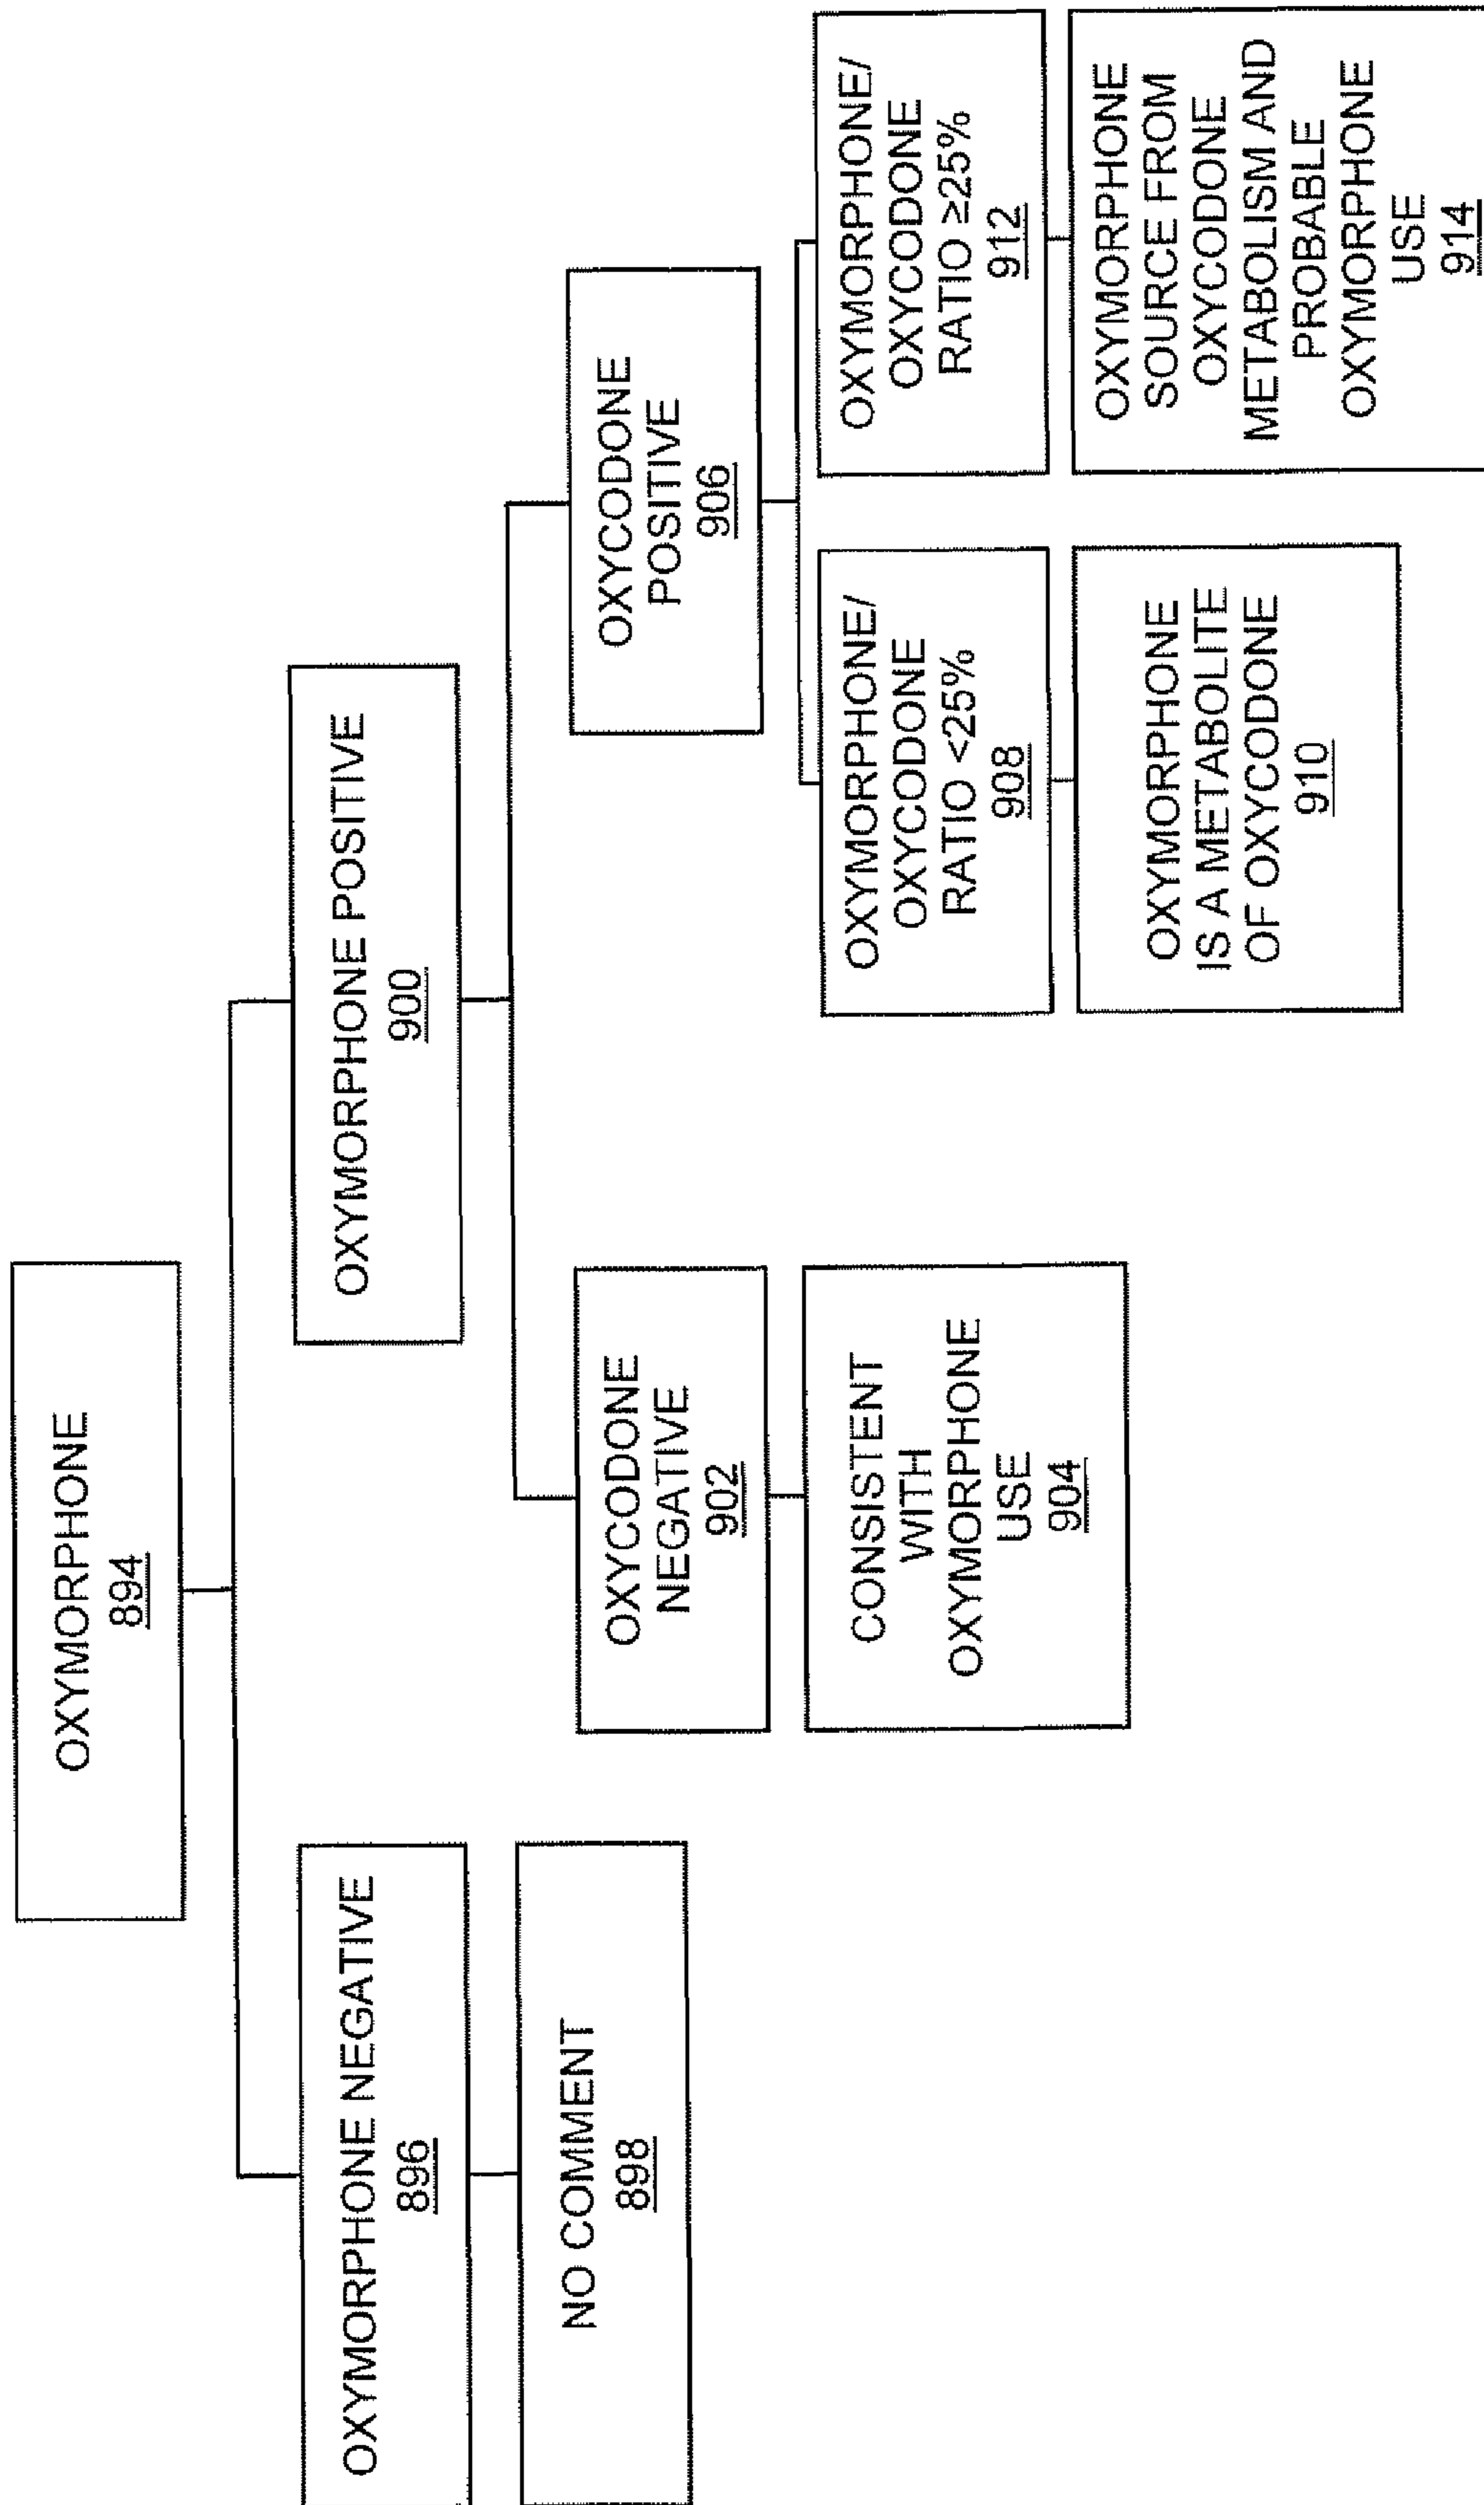 OXYMORPHONE
894
OXYMORPHONE NEGATIVE
896
NO COMMENT
898
OXYMORPHONE POSITIVE
900
OXYCODONE
NEGATIVE
902
CONSISTENT
WITH
OXYMORPHONE
USE
904
OXYCODONE
POSITIVE
906
OXYMORPHONE/
OXYCODONE
RATIO <25%
908
OXYMORPHONE
IS A METABOLITE
OF OXYCODONE
910
OXYMORPHONE/
OXYCODONE
RATIO ≥25%
912
OXYMORPHONE
SOURCE FROM
OXYCODONE
METABOLISM AND
PROBABLE
OXYMORPHONE
USE
914